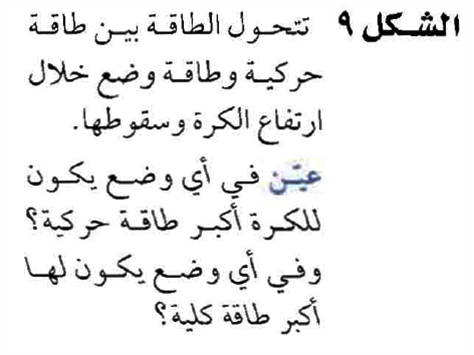 الشكل ٩ تتحول الطاقة بين طاقة
حركية وطاقة وضع خلال
ارتفاع الكرة وسقوطها.
عيّن في أي وضع يكون
للكرة أكبر طاقة حركية؟
وفي أي وضع يكون لها
أكبر طاقة كلية؟